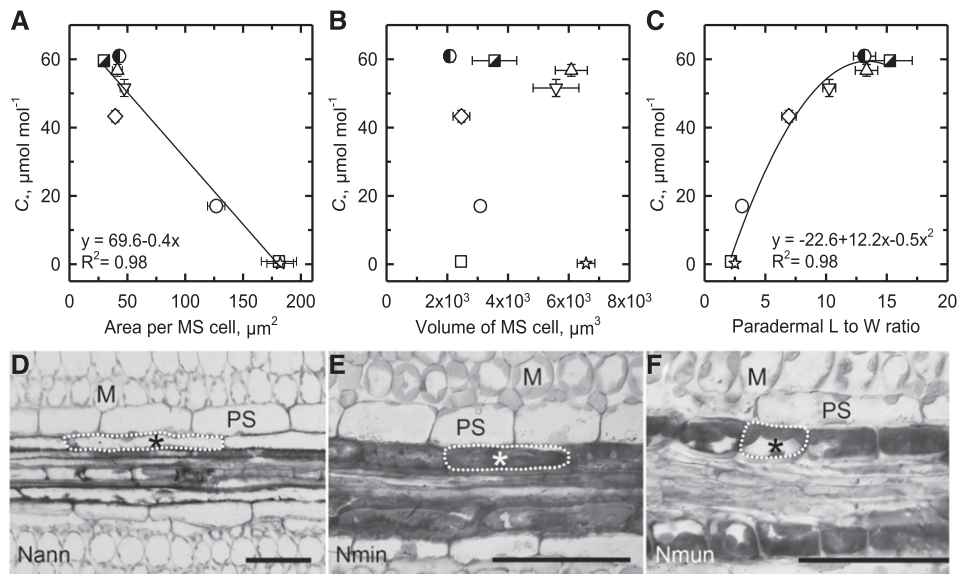 A
B
C
C*, μmol mol⁻¹
60
40
20
0
y = 69.6-0.4x
R²= 0.98
0 50 100 150 200
Area per MS cell, μm²
C*, μmol mol⁻¹
60
40
20
0
0 2x10³ 4x10³ 6x10³ 8x10³
Volume of MS cell, μm³
C*, μmol mol⁻¹
60
40
20
0
y = -22.6+12.2x-0.5x²
R²= 0.98
0 5 10 15 20
Paradermal L to W ratio
D
M
PS
*
Nann
E
M
PS
*
Nmin
F
M
PS
*
Nmun